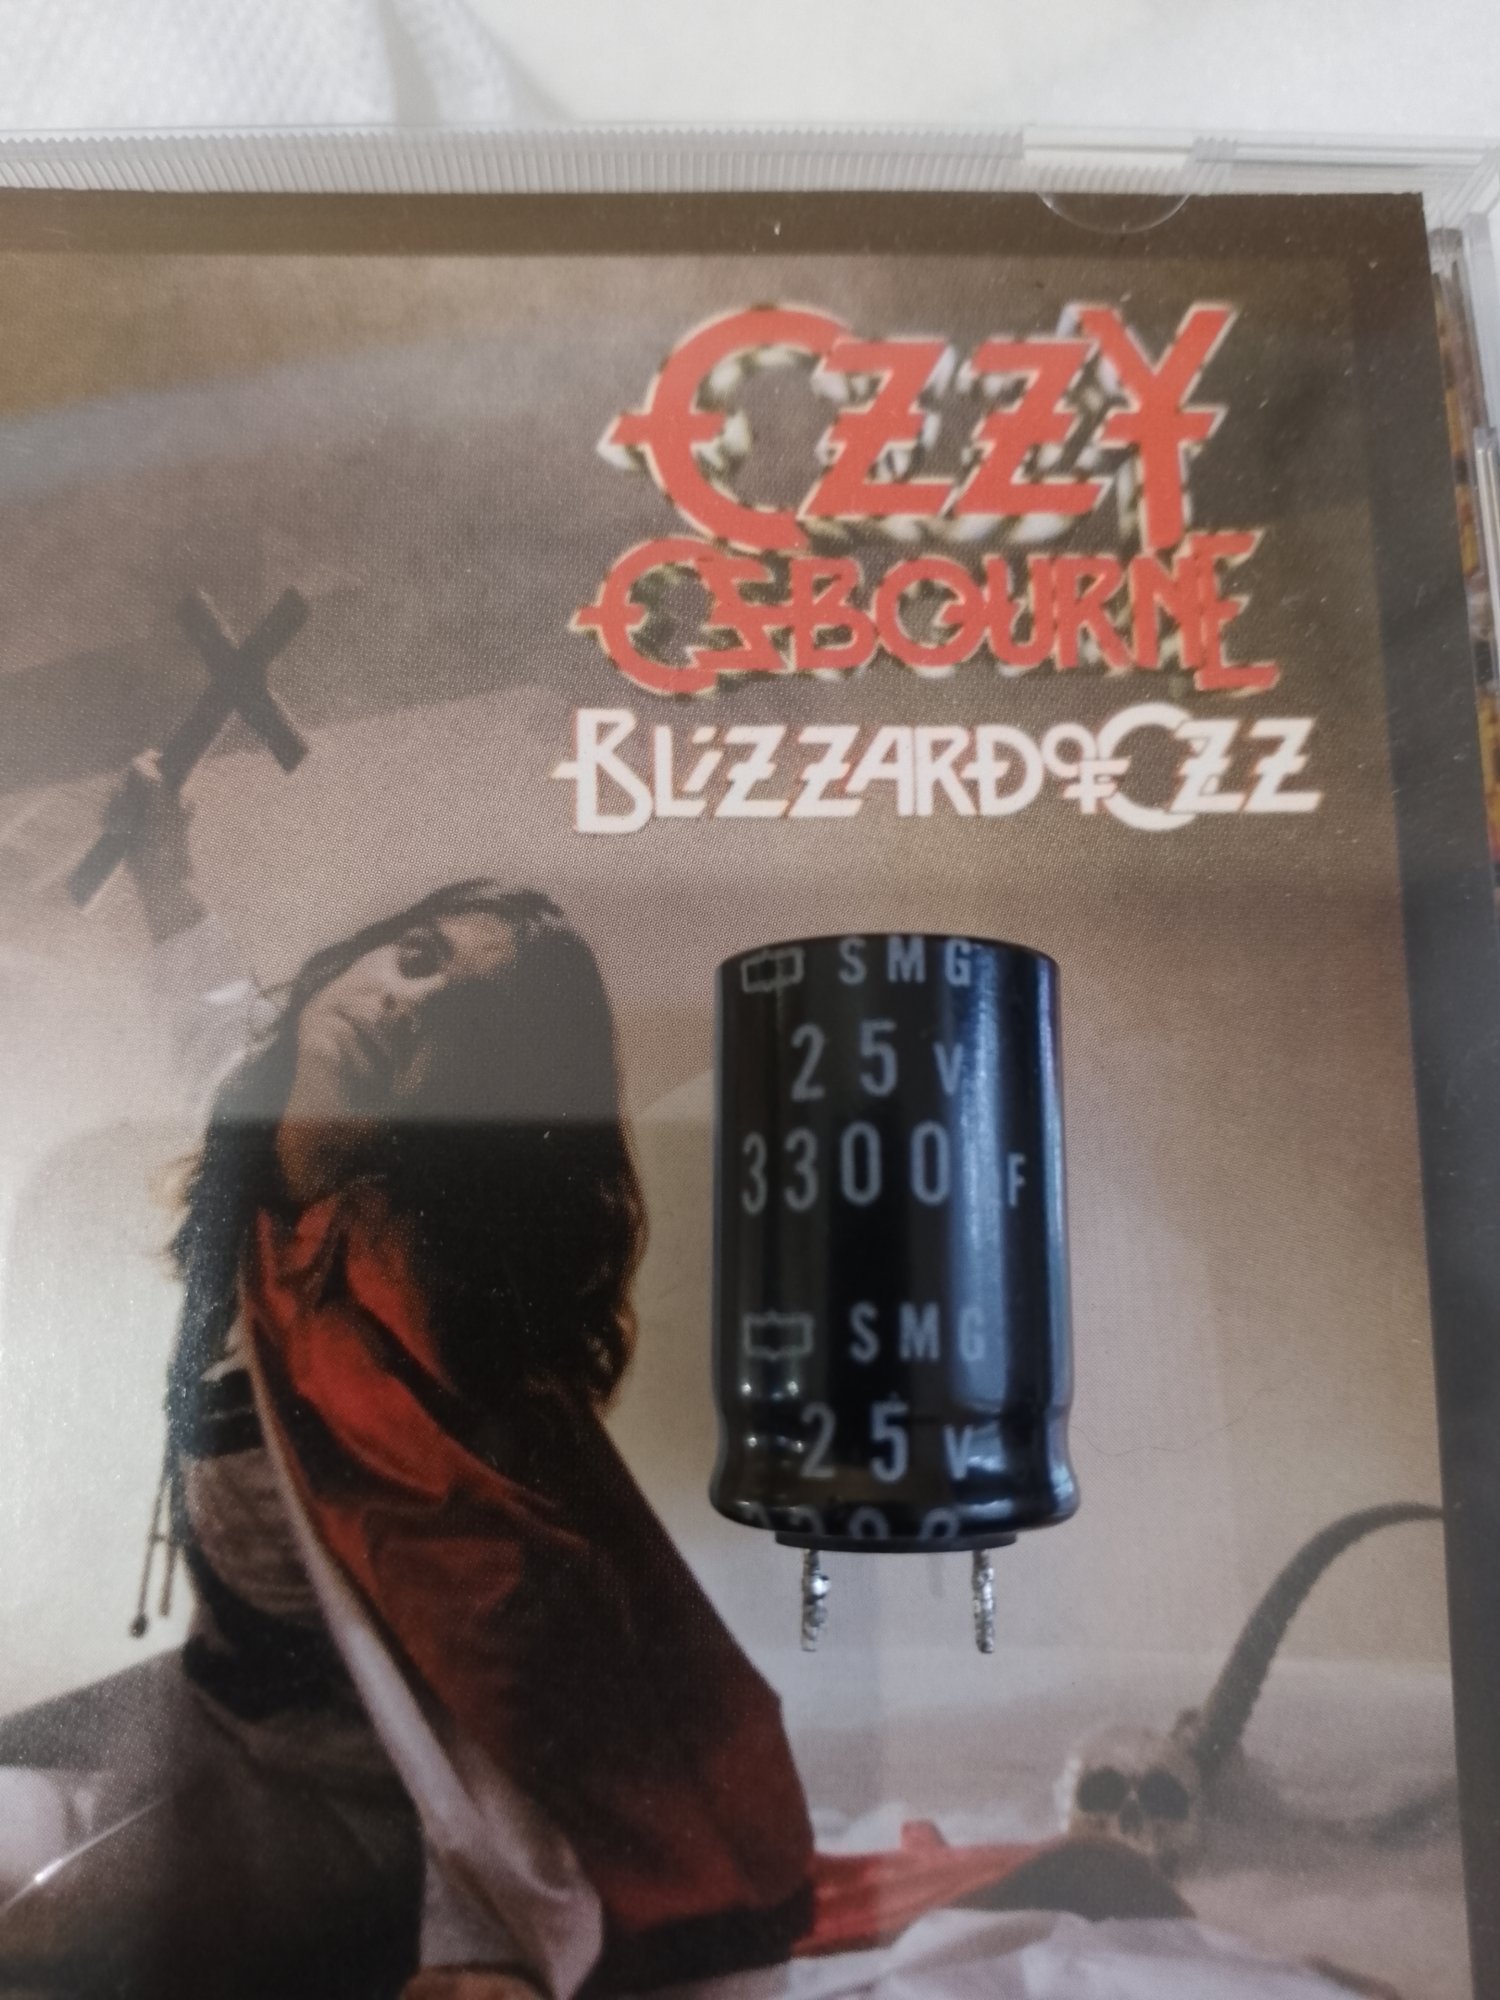 OZZY
OSBOURNE
BLiZZARD OF OZZ
SMG
25V
3300 F
SMG
25V